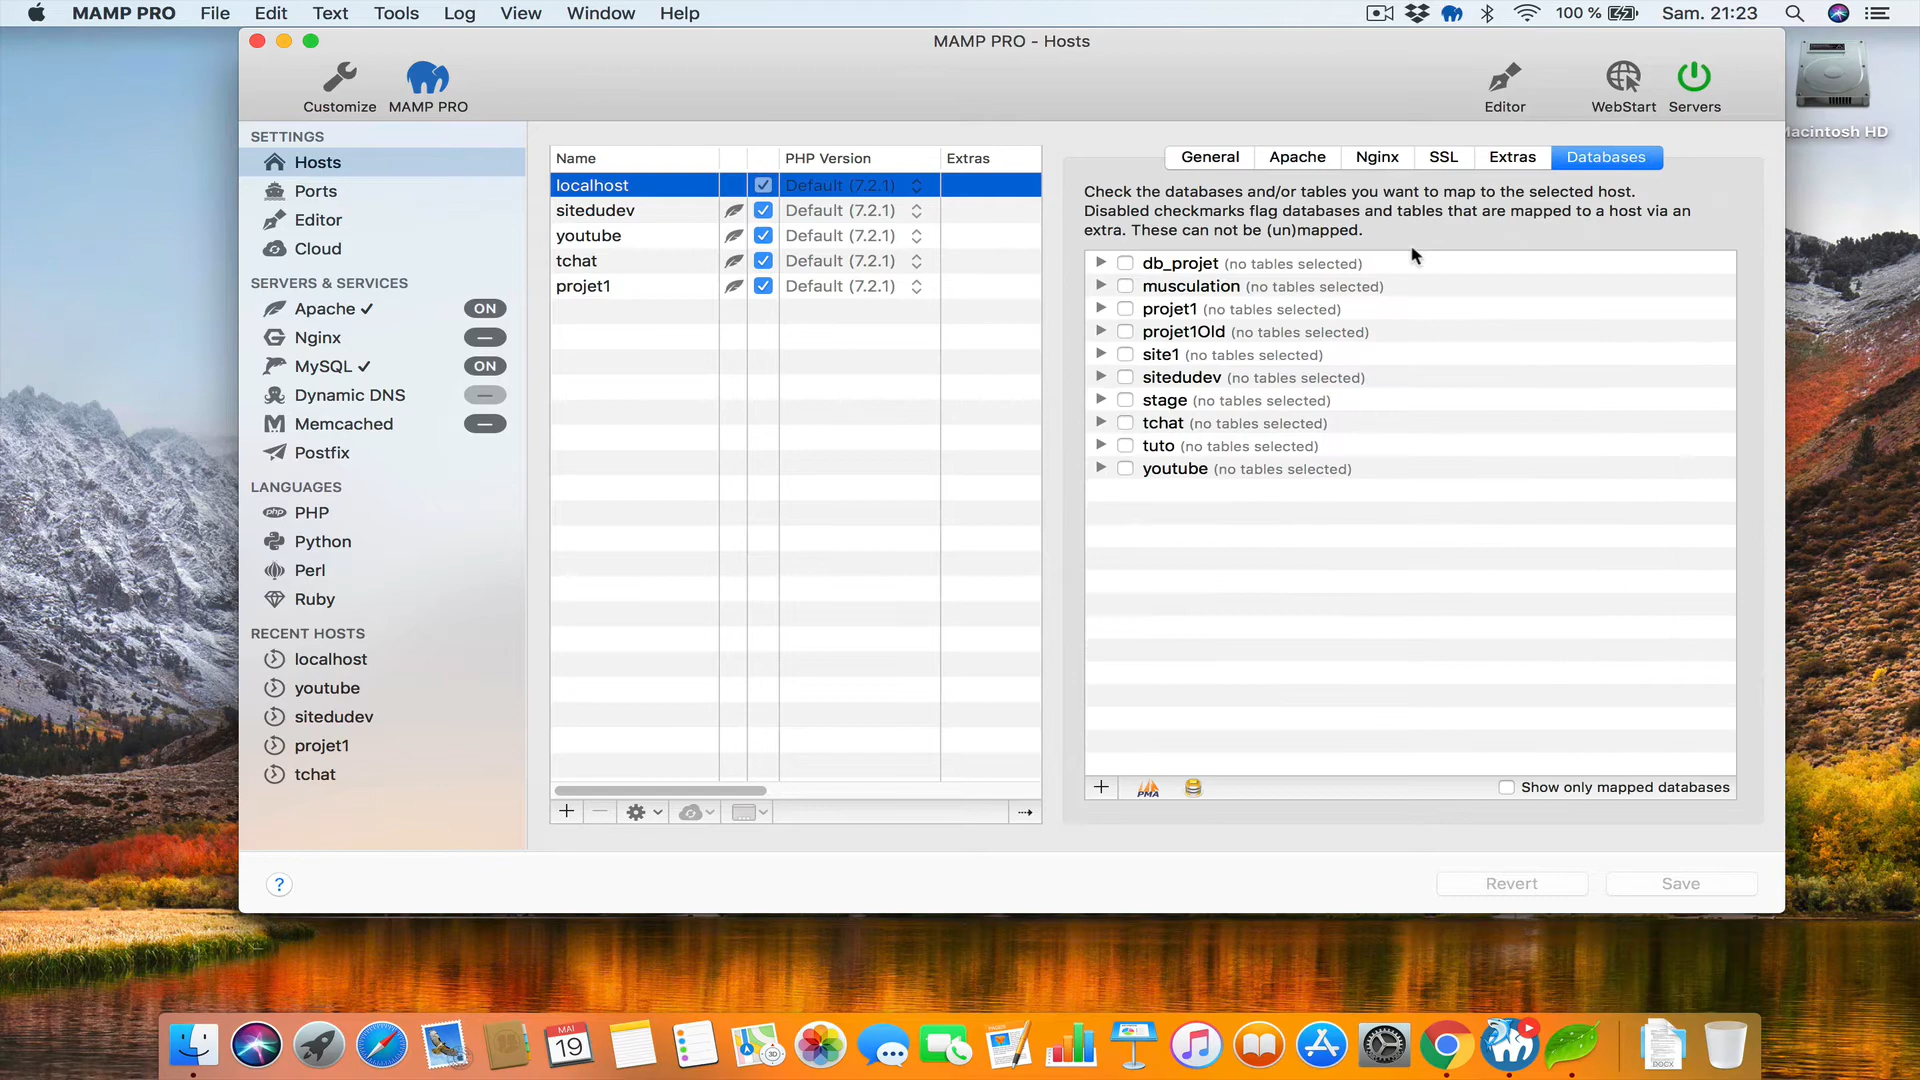 MAMP PRO File Edit Text Tools Log View Window Help 100 % Sam. 21:23
MAMP PRO - Hosts
Customize MAMP PRO Editor WebStart Servers
Macintosh HD
SETTINGS
Hosts
Ports
Editor
Cloud
SERVERS & SERVICES
Apache ✓ ON
Nginx
MySQL ✓ ON
Dynamic DNS
Memcached
Postfix
LANGUAGES
php PHP
Python
Perl
Ruby
RECENT HOSTS
localhost
youtube
sitedudev
projet1
tchat
Name PHP Version Extras
localhost Default (7.2.1)
sitedudev Default (7.2.1)
youtube Default (7.2.1)
tchat Default (7.2.1)
projet1 Default (7.2.1)
General Apache Nginx SSL Extras Databases
Check the databases and/or tables you want to map to the selected host.
Disabled checkmarks flag databases and tables that are mapped to a host via an
extra. These can not be (un)mapped.
db_projet (no tables selected)
musculation (no tables selected)
projet1 (no tables selected)
projet1Old (no tables selected)
site1 (no tables selected)
sitedudev (no tables selected)
stage (no tables selected)
tchat (no tables selected)
tuto (no tables selected)
youtube (no tables selected)
PMA Show only mapped databases
? Revert Save
MAI
19
3D
DOCX